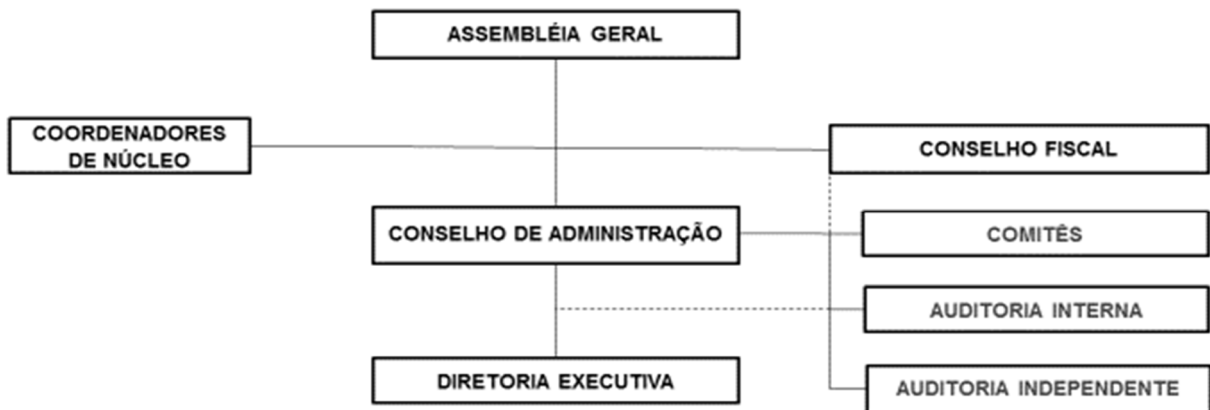 ASSEMBLÉIA GERAL
COORDENADORES
DE NÚCLEO
CONSELHO FISCAL
CONSELHO DE ADMINISTRAÇÃO
COMITÊS
AUDITORIA INTERNA
DIRETORIA EXECUTIVA
AUDITORIA INDEPENDENTE